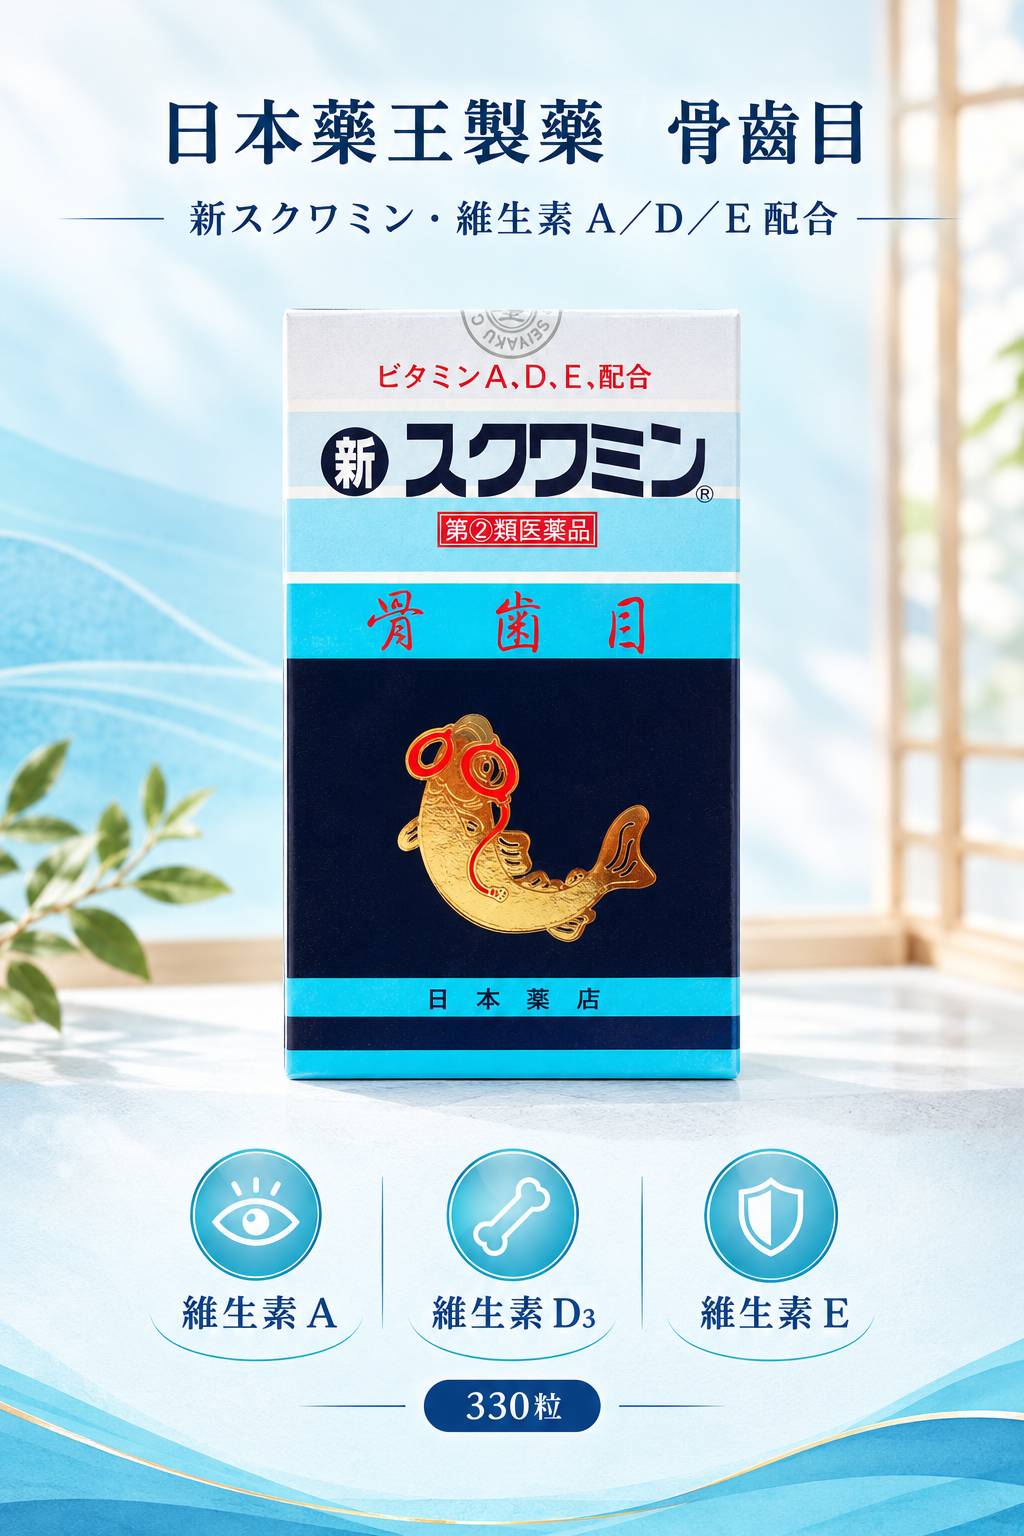 日本藥王製藥 骨齒目
新スクワミン・維生素 A／D／E 配合
SEIYAKU C
ビタミンA、D、E、配合
新 スクワミン®
第②類医薬品
骨 歯 目
日本薬店
維生素 A
維生素 D₃
維生素 E
330粒